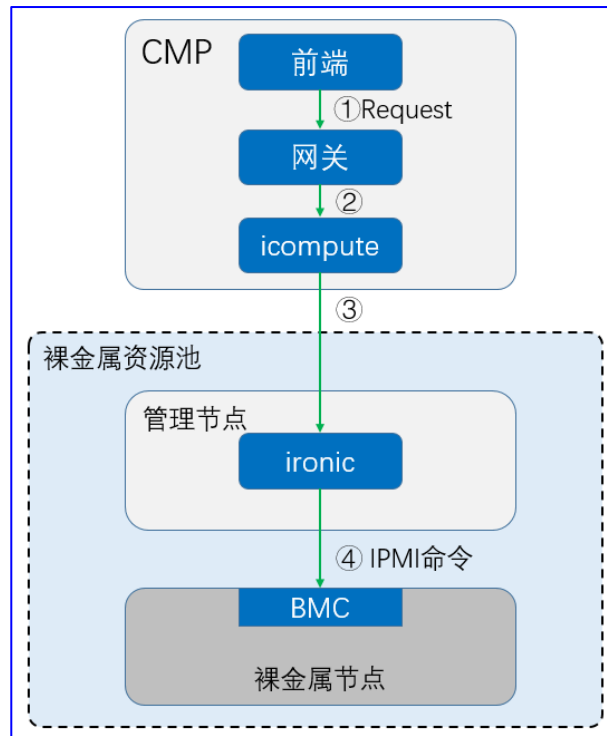 CMP
前端
①Request
网关
②
icompute
③
裸金属资源池
管理节点
ironic
④ IPMI命令
BMC
裸金属节点